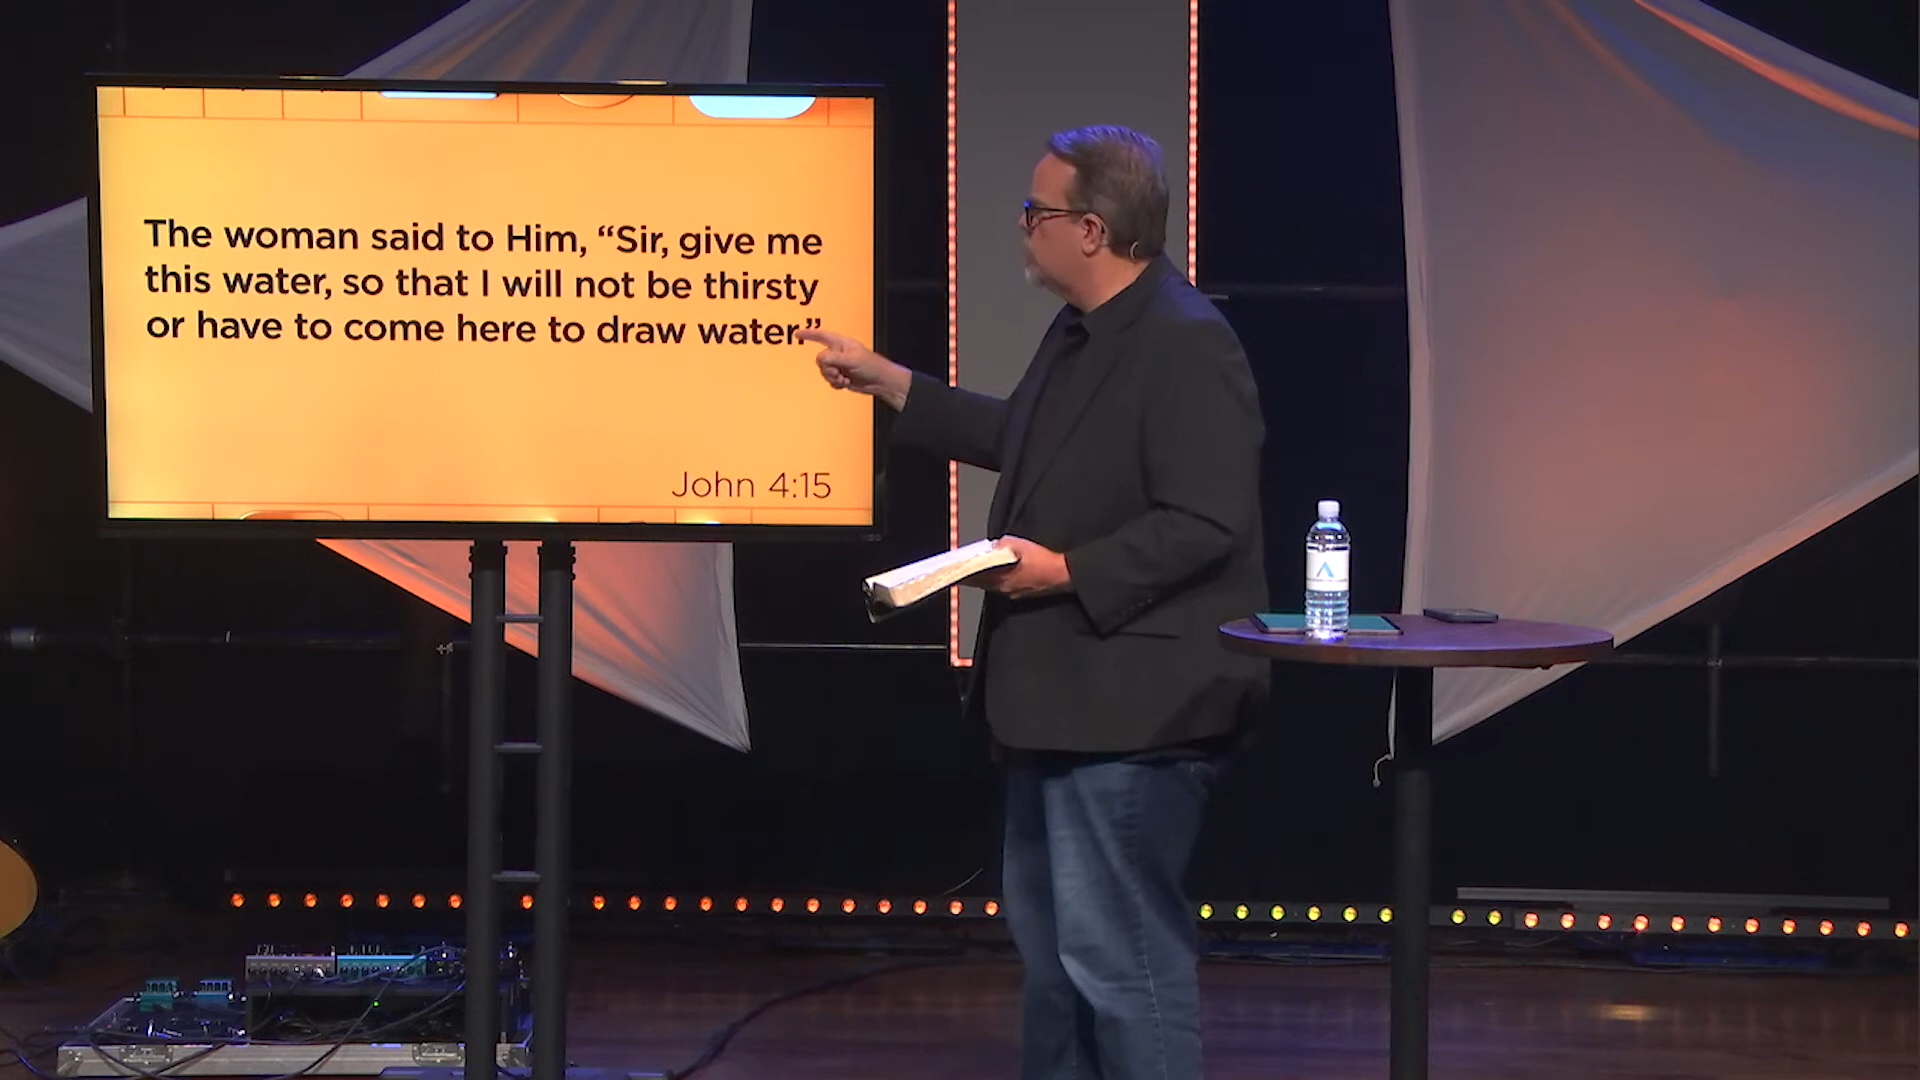 The woman said to Him, “Sir, give me
this water, so that I will not be thirsty
or have to come here to draw water.”
John 4:15